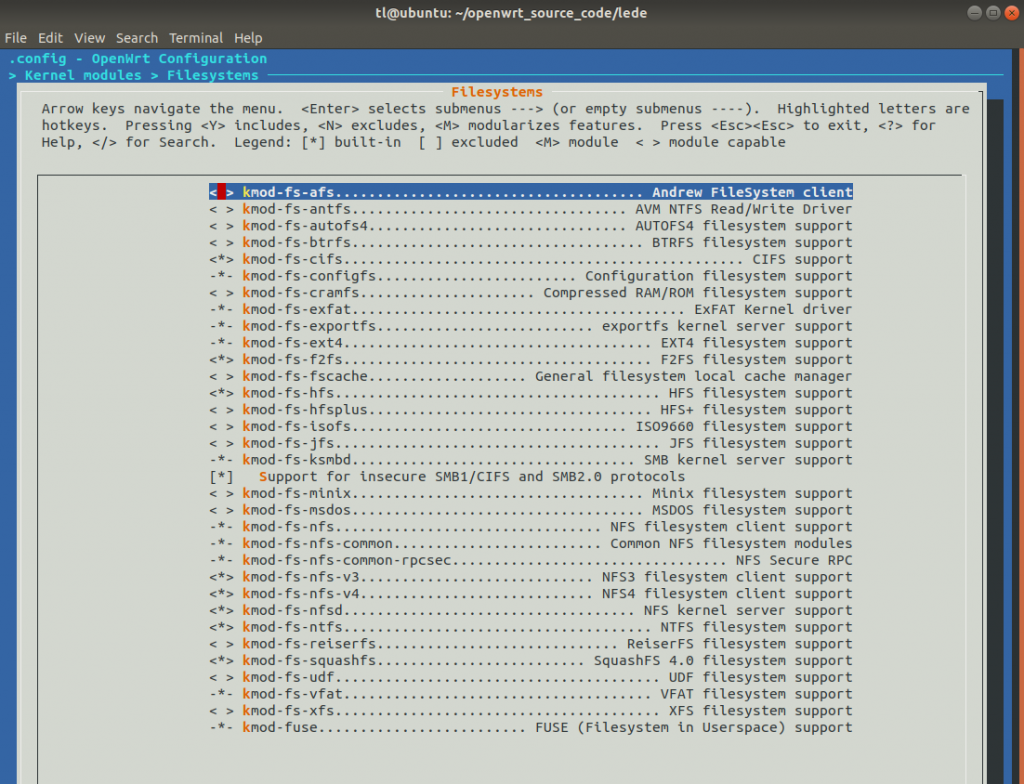 tl@ubuntu: ~/openwrt_source_code/lede
File Edit View Search Terminal Help
.config - OpenWrt Configuration
> Kernel modules > Filesystems
Filesystems
Arrow keys navigate the menu. <Enter> selects submenus ---> (or empty submenus ----). Highlighted letters are
hotkeys. Pressing <Y> includes, <N> excludes, <M> modularizes features. Press <Esc><Esc> to exit, <?> for
Help, </> for Search. Legend: [*] built-in [ ] excluded <M> module < > module capable
< > kmod-fs-afs..................................... Andrew FileSystem client
< > kmod-fs-antfs................................. AVM NTFS Read/Write Driver
< > kmod-fs-autofs4............................... AUTOFS4 filesystem support
< > kmod-fs-btrfs................................... BTRFS filesystem support
<*> kmod-fs-cifs................................................ CIFS support
-*- kmod-fs-configfs........................ Configuration filesystem support
< > kmod-fs-cramfs..................... Compressed RAM/ROM filesystem support
-*- kmod-fs-exfat........................................ ExFAT Kernel driver
-*- kmod-fs-exportfs.......................... exportfs kernel server support
-*- kmod-fs-ext4..................................... EXT4 filesystem support
<*> kmod-fs-f2fs..................................... F2FS filesystem support
< > kmod-fs-fscache................... General filesystem local cache manager
<*> kmod-fs-hfs....................................... HFS filesystem support
< > kmod-fs-hfsplus.................................. HFS+ filesystem support
< > kmod-fs-isofs................................. ISO9660 filesystem support
< > kmod-fs-jfs....................................... JFS filesystem support
-*- kmod-fs-ksmbd.................................. SMB kernel server support
[*] Support for insecure SMB1/CIFS and SMB2.0 protocols
< > kmod-fs-minix................................... Minix filesystem support
< > kmod-fs-msdos................................... MSDOS filesystem support
-*- kmod-fs-nfs................................ NFS filesystem client support
-*- kmod-fs-nfs-common......................... Common NFS filesystem modules
-*- kmod-fs-nfs-common-rpcsec................................. NFS Secure RPC
<*> kmod-fs-nfs-v3............................ NFS3 filesystem client support
<*> kmod-fs-nfs-v4............................ NFS4 filesystem client support
<*> kmod-fs-nfsd................................... NFS kernel server support
<*> kmod-fs-ntfs..................................... NTFS filesystem support
< > kmod-fs-reiserfs............................. ReiserFS filesystem support
<*> kmod-fs-squashfs......................... SquashFS 4.0 filesystem support
< > kmod-fs-udf....................................... UDF filesystem support
-*- kmod-fs-vfat..................................... VFAT filesystem support
< > kmod-fs-xfs....................................... XFS filesystem support
-*- kmod-fuse......................... FUSE (Filesystem in Userspace) support